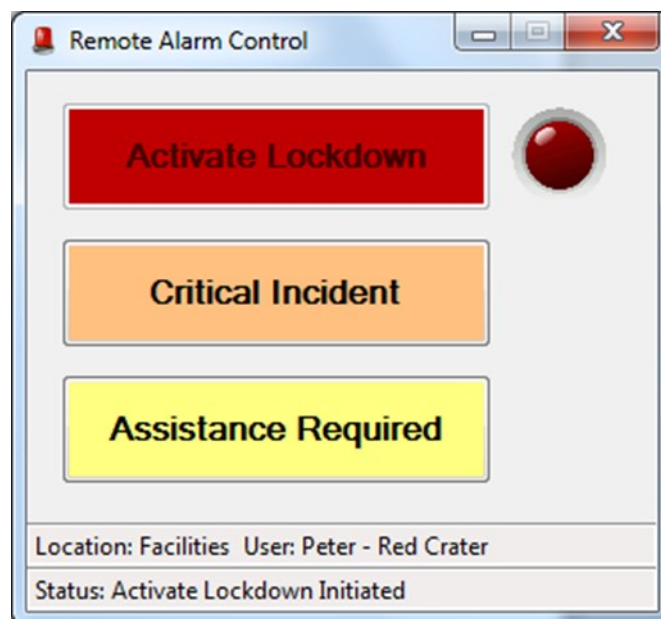 Remote Alarm Control
Activate Lockdown
Critical Incident
Assistance Required
Location: Facilities  User: Peter - Red Crater
Status: Activate Lockdown Initiated